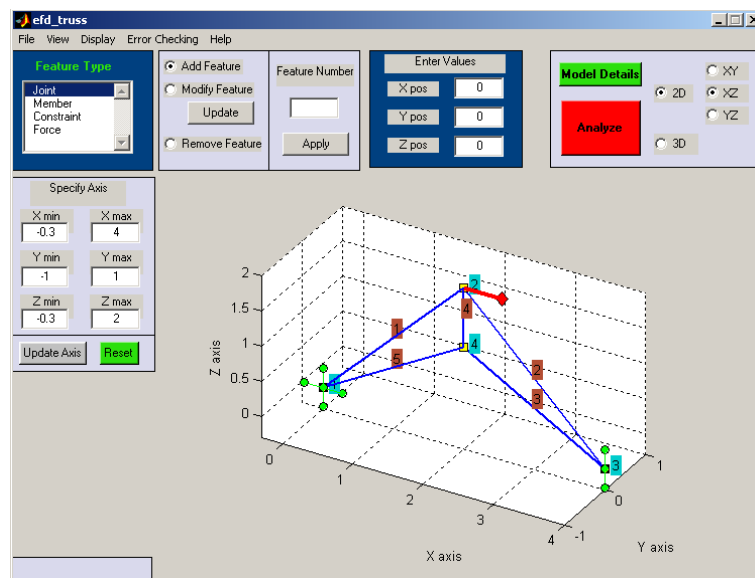 efd_truss
File View Display Error Checking Help
Feature Type
Joint
Member
Constraint
Force
Add Feature
Modify Feature
Update
Remove Feature
Feature Number
Apply
Enter Values
X pos 0
Y pos 0
Z pos 0
Model Details
Analyze
2D
3D
XY
XZ
YZ
Specify Axis
X min X max
-0.3 4
Y min Y max
-1 1
Z min Z max
-0.3 2
Update Axis Reset
2
1.5
1
0.5
0
Z axis
0
1
2
3
4
X axis
-1
0
1
Y axis
1
2
3
4
1
2
3
4
5